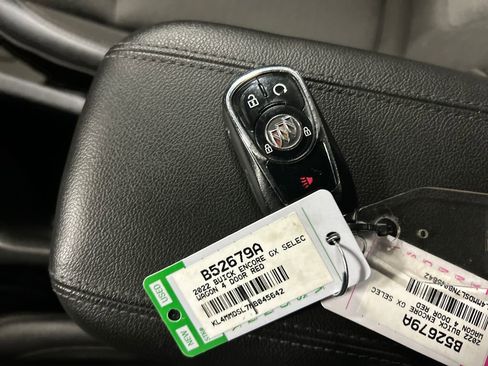 B52679A
2022 BUICK ENCORE GX SELEC
WAGON 4 DOOR RED
USED
NEW
STK#
2022
BUICK ENCORE GX SELEC
WAGON 4 DOOR
RED
B52679A